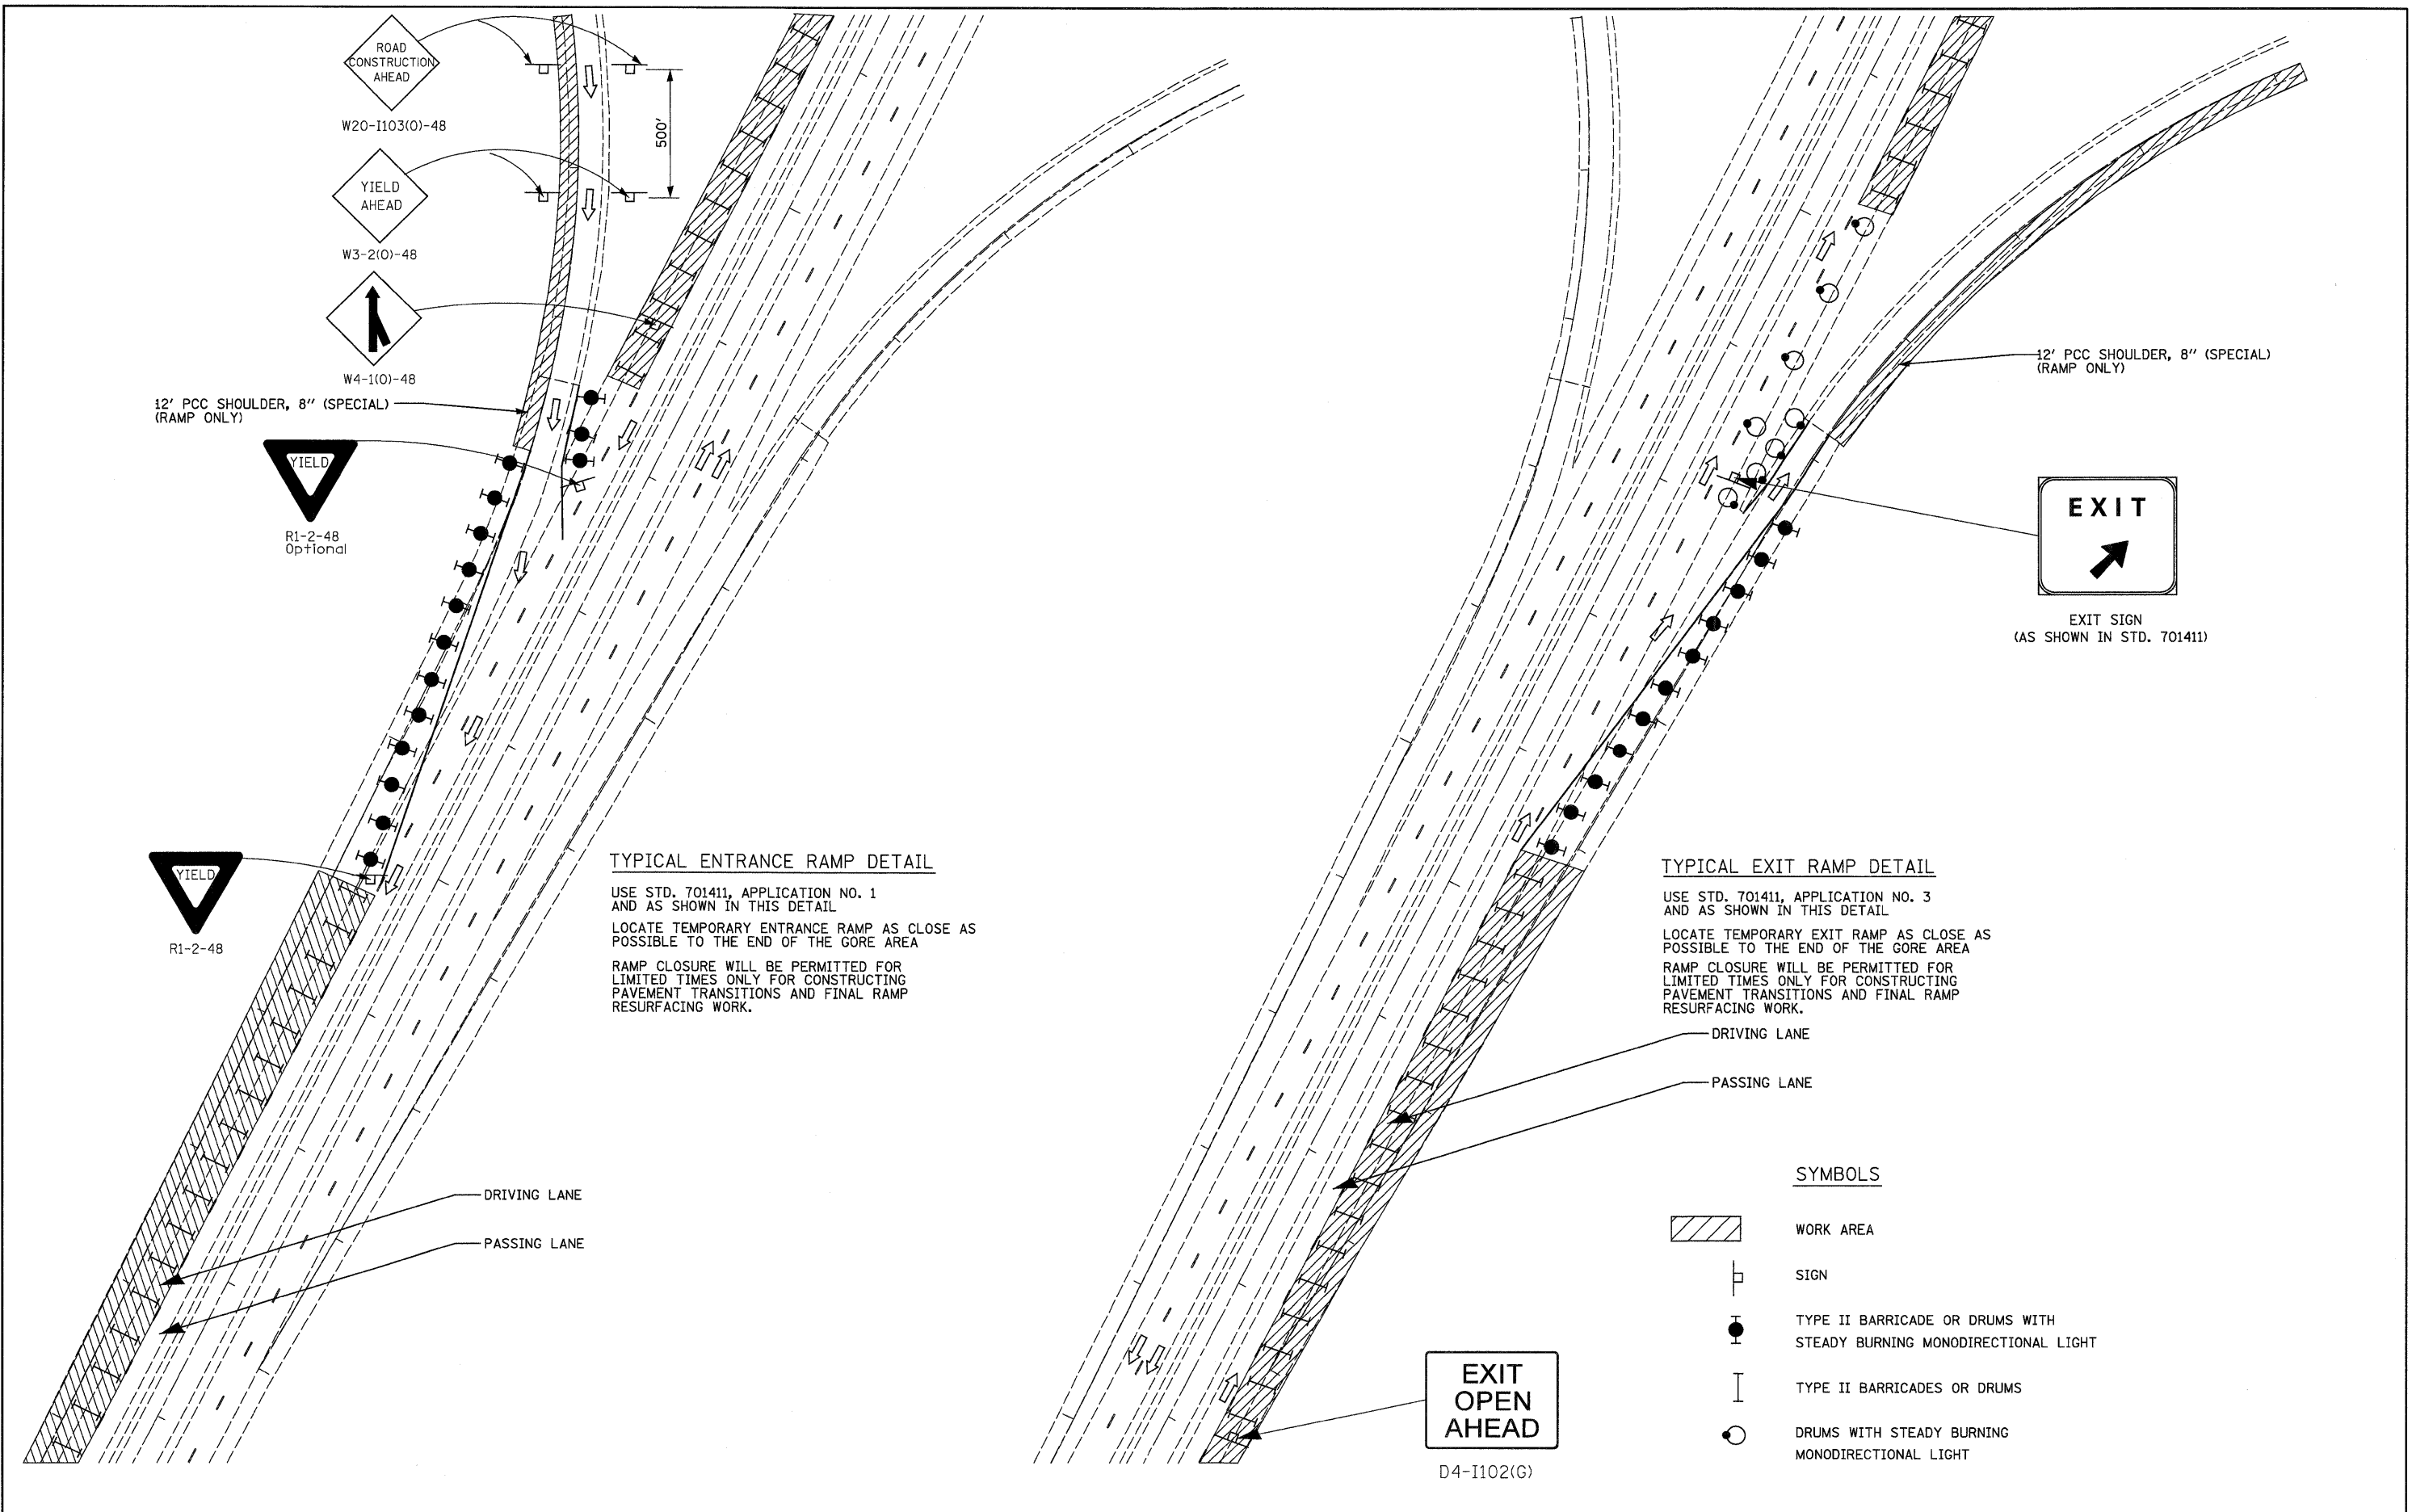 ROAD
CONSTRUCTION
AHEAD
W20-I103(O)-48
500'
YIELD
AHEAD
W3-2(O)-48
W4-1(O)-48
12' PCC SHOULDER, 8" (SPECIAL)
(RAMP ONLY)
YIELD
R1-2-48
Optional
YIELD
R1-2-48
TYPICAL ENTRANCE RAMP DETAIL
USE STD. 701411, APPLICATION NO. 1
AND AS SHOWN IN THIS DETAIL
LOCATE TEMPORARY ENTRANCE RAMP AS CLOSE AS
POSSIBLE TO THE END OF THE GORE AREA
RAMP CLOSURE WILL BE PERMITTED FOR
LIMITED TIMES ONLY FOR CONSTRUCTING
PAVEMENT TRANSITIONS AND FINAL RAMP
RESURFACING WORK.
DRIVING LANE
PASSING LANE
12' PCC SHOULDER, 8" (SPECIAL)
(RAMP ONLY)
EXIT
EXIT SIGN
(AS SHOWN IN STD. 701411)
TYPICAL EXIT RAMP DETAIL
USE STD. 701411, APPLICATION NO. 3
AND AS SHOWN IN THIS DETAIL
LOCATE TEMPORARY EXIT RAMP AS CLOSE AS
POSSIBLE TO THE END OF THE GORE AREA
RAMP CLOSURE WILL BE PERMITTED FOR
LIMITED TIMES ONLY FOR CONSTRUCTING
PAVEMENT TRANSITIONS AND FINAL RAMP
RESURFACING WORK.
DRIVING LANE
PASSING LANE
EXIT
OPEN
AHEAD
D4-I102(G)
SYMBOLS
WORK AREA
SIGN
TYPE II BARRICADE OR DRUMS WITH
STEADY BURNING MONODIRECTIONAL LIGHT
TYPE II BARRICADES OR DRUMS
DRUMS WITH STEADY BURNING
MONODIRECTIONAL LIGHT